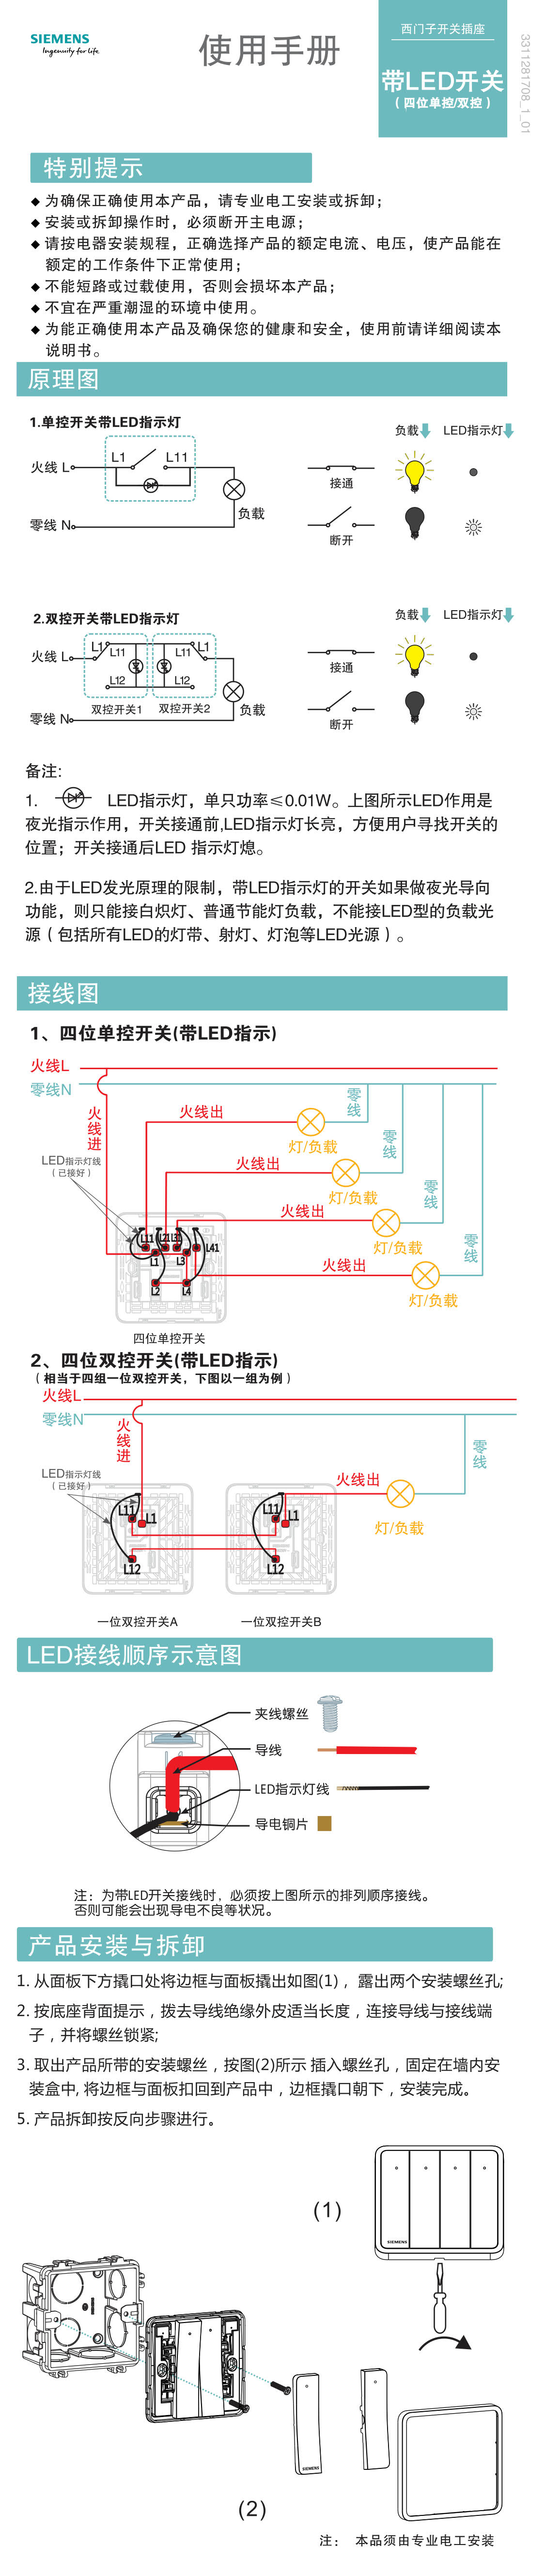 SIEMENS
Ingenuity for life
使用手册
西门子开关插座
带LED开关
（四位单控/双控）
3311281708_1_01
特别提示
◆ 为确保正确使用本产品，请专业电工安装或拆卸；
◆ 安装或拆卸操作时，必须断开主电源；
◆ 请按电器安装规程，正确选择产品的额定电流、电压，使产品能在
额定的工作条件下正常使用；
◆ 不能短路或过载使用，否则会损坏本产品；
◆ 不宜在严重潮湿的环境中使用。
◆ 为能正确使用本产品及确保您的健康和安全，使用前请详细阅读本
说明书。
原理图
1.单控开关带LED指示灯
负载 LED指示灯
L1 L11
火线 L
接通
负载
零线 N
断开
2.双控开关带LED指示灯
负载 LED指示灯
L1 L11 L11 L1
火线 L
接通
L12 L12
双控开关1 双控开关2 负载
零线 N
断开
备注:
1. LED指示灯，单只功率≤0.01W。上图所示LED作用是
夜光指示作用，开关接通前,LED指示灯长亮，方便用户寻找开关的
位置；开关接通后LED 指示灯熄。
2.由于LED发光原理的限制，带LED指示灯的开关如果做夜光导向
功能，则只能接白炽灯、普通节能灯负载，不能接LED型的负载光
源（包括所有LED的灯带、射灯、灯泡等LED光源）。
接线图
1、四位单控开关(带LED指示)
火线L
零线N
火线进
火线出
零线
灯/负载
LED指示灯线
（已接好）
火线出
零线
灯/负载
火线出
零线
灯/负载
火线出
零线
灯/负载
L11 L21 L31 L41
L1 L3
L2 L4
四位单控开关
2、四位双控开关(带LED指示)
（相当于四组一位双控开关，下图以一组为例）
火线L
零线N
火线进
零线
LED指示灯线
（已接好）
火线出
灯/负载
L11 L1 L11 L1
L12 L12
一位双控开关A 一位双控开关B
LED接线顺序示意图
夹线螺丝
导线
LED指示灯线
导电铜片
注：为带LED开关接线时，必须按上图所示的排列顺序接线。
否则可能会出现导电不良等状况。
产品安装与拆卸
1. 从面板下方撬口处将边框与面板撬出如图(1)，露出两个安装螺丝孔;
2. 按底座背面提示，拨去导线绝缘外皮适当长度，连接导线与接线端
子，并将螺丝锁紧;
3. 取出产品所带的安装螺丝，按图(2)所示 插入螺丝孔，固定在墙内安
装盒中, 将边框与面板扣回到产品中，边框撬口朝下，安装完成。
5. 产品拆卸按反向步骤进行。
(1)
SIEMENS
SIEMENS
(2)
注： 本品须由专业电工安装